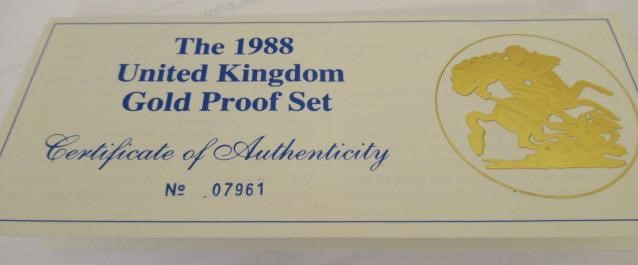 The 1988
United Kingdom
Gold Proof Set
Certificate of Authenticity
No 07961